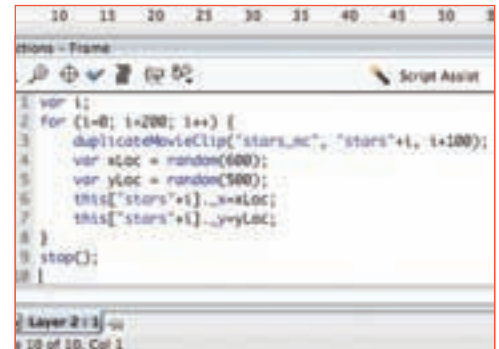 10 15 20 25 30 35 40 45 50
ctions - Frame
Script Assist
1 var i;
2 for (i=0; i<200; i++) {
3 duplicateMovieClip("stars_mc", "stars"+i, i+100);
4 var xLoc = random(600);
5 var yLoc = random(500);
6 this["stars"+i]._x=xLoc;
7 this["stars"+i]._y=yLoc;
8 }
9 stop();
10
Layer 2 : 1
10 of 10, Col 1